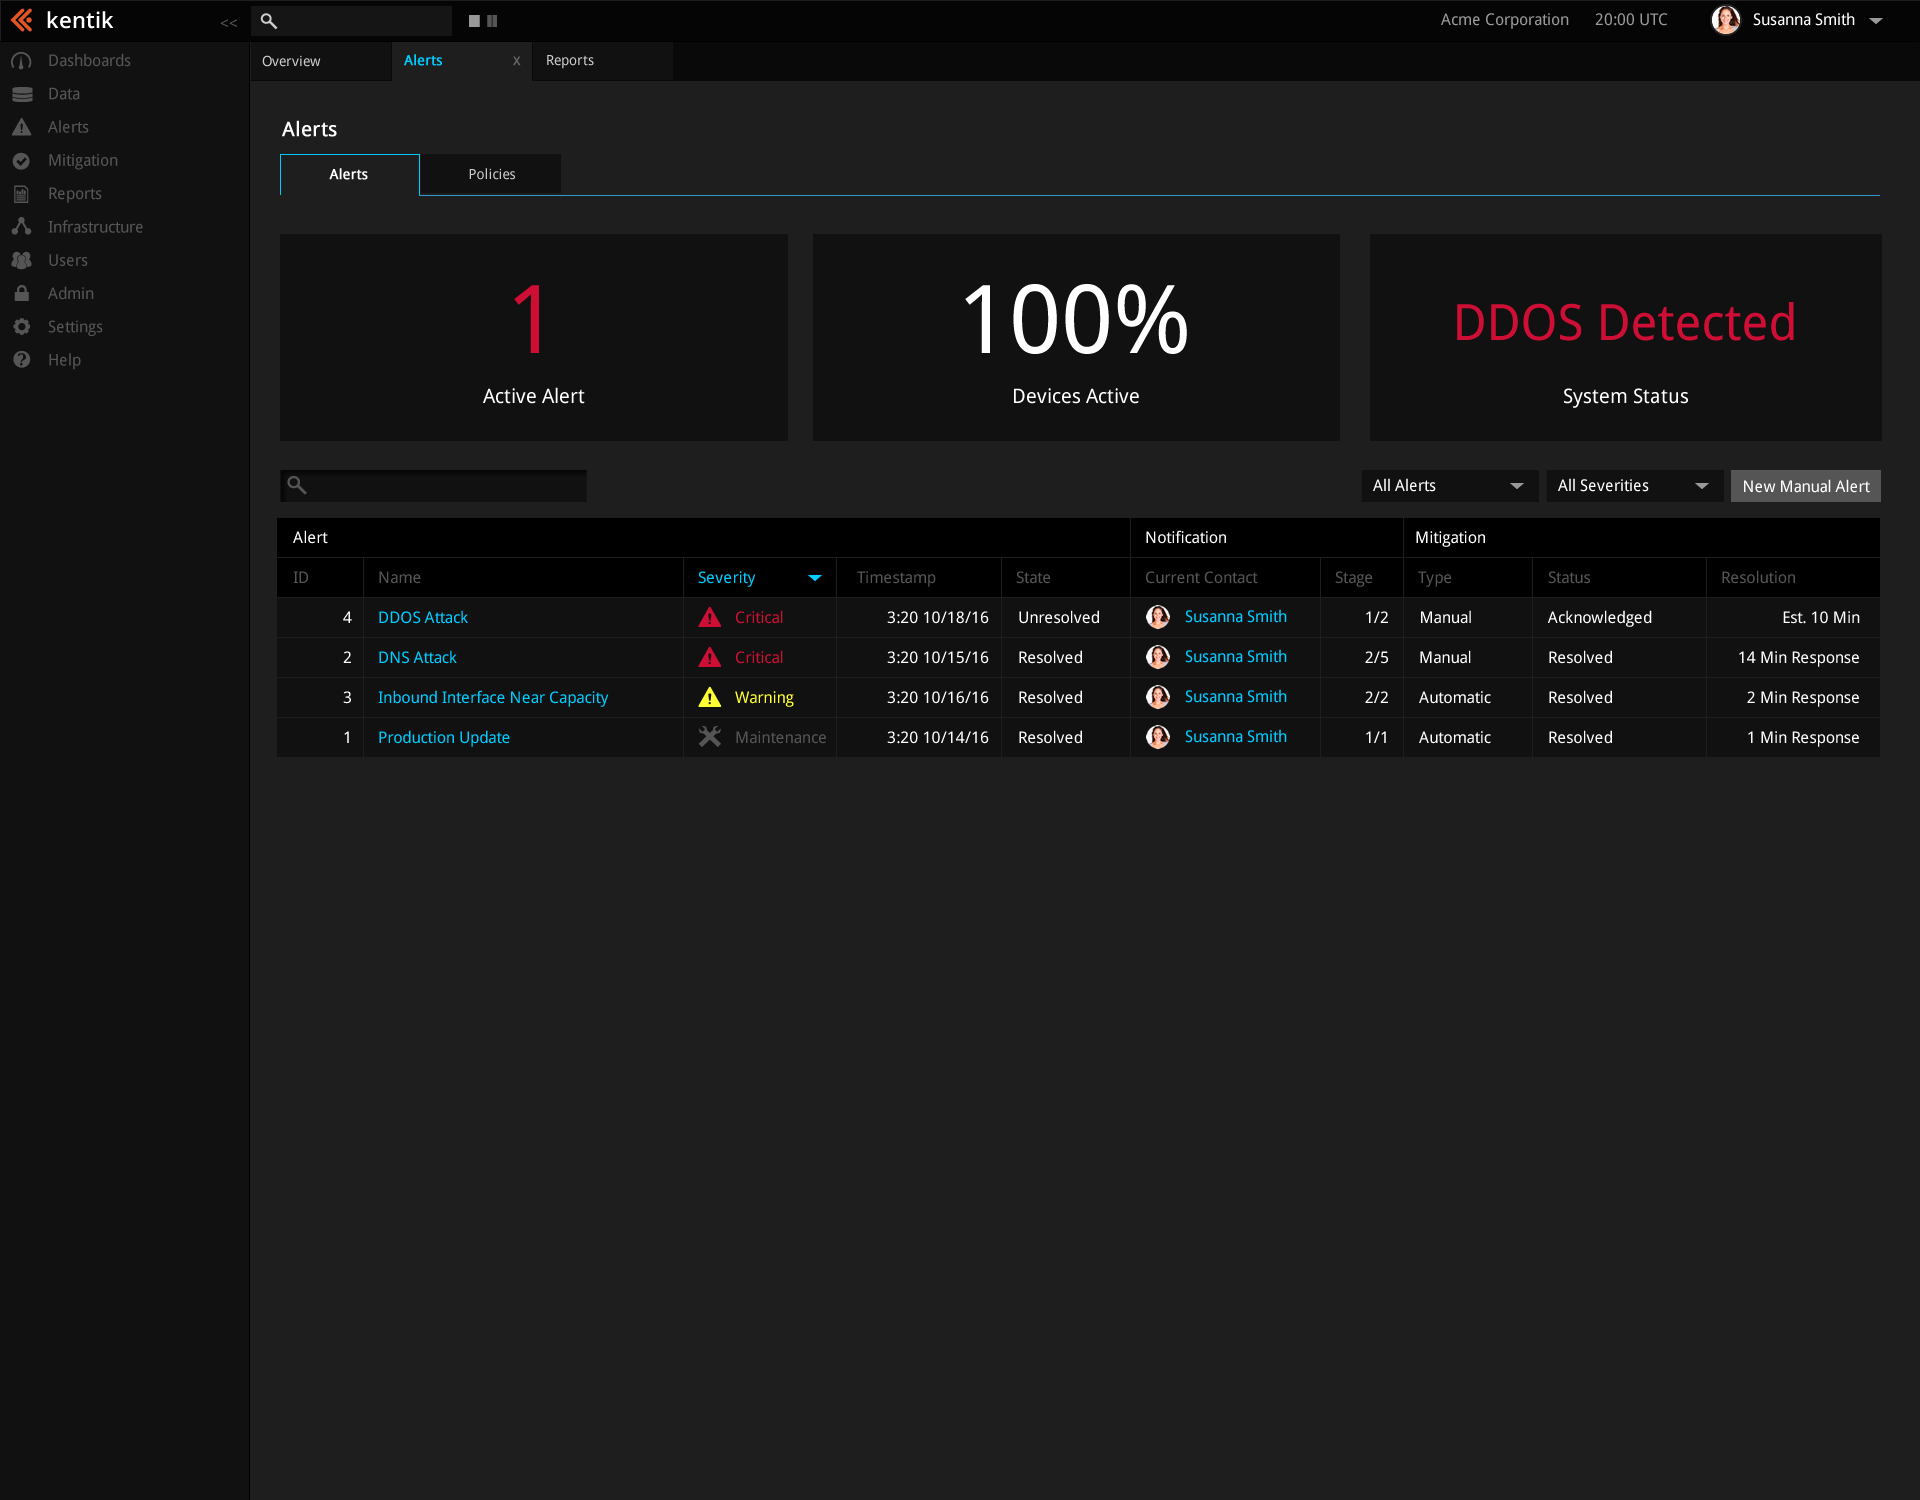 kentik <<
Acme Corporation 20:00 UTC Susanna Smith
Dashboards
Data
Alerts
Mitigation
Reports
Infrastructure
Users
Admin
Settings
Help
Overview Alerts X Reports
Alerts
Alerts Policies
1
Active Alert
100%
Devices Active
DDOS Detected
System Status
All Alerts All Severities New Manual Alert
Alert Notification Mitigation
ID Name Severity Timestamp State Current Contact Stage Type Status Resolution
4 DDOS Attack Critical 3:20 10/18/16 Unresolved Susanna Smith 1/2 Manual Acknowledged Est. 10 Min
2 DNS Attack Critical 3:20 10/15/16 Resolved Susanna Smith 2/5 Manual Resolved 14 Min Response
3 Inbound Interface Near Capacity Warning 3:20 10/16/16 Resolved Susanna Smith 2/2 Automatic Resolved 2 Min Response
1 Production Update Maintenance 3:20 10/14/16 Resolved Susanna Smith 1/1 Automatic Resolved 1 Min Response